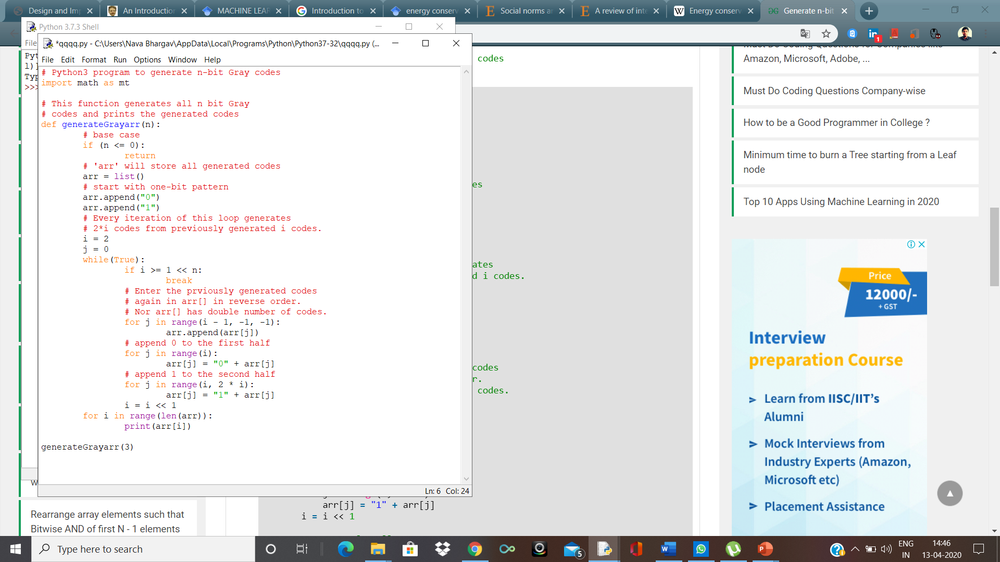 Design and Imp
An Introduction
MACHINE LEAR
Introduction to
energy conserv
Social norms an
A review of inte
Energy conserv
Generate n-bit
Python 3.7.3 Shell
File
*qqqq.py - C:\Users\Nava Bhargav\AppData\Local\Programs\Python\Python37-32\qqqq.py (...
File Edit Format Run Options Window Help
Pyt
l)]
Typ
>>>
# Python3 program to generate n-bit Gray codes
import math as mt
# This function generates all n bit Gray
# codes and prints the generated codes
def generateGrayarr(n):
# base case
if (n <= 0):
return
# 'arr' will store all generated codes
arr = list()
# start with one-bit pattern
arr.append("0")
arr.append("1")
# Every iteration of this loop generates
# 2*i codes from previously generated i codes.
i = 2
j = 0
while(True):
if i >= 1 << n:
break
# Enter the prviously generated codes
# again in arr[] in reverse order.
# Nor arr[] has double number of codes.
for j in range(i - 1, -1, -1):
arr.append(arr[j])
# append 0 to the first half
for j in range(i):
arr[j] = "0" + arr[j]
# append 1 to the second half
for j in range(i, 2 * i):
arr[j] = "1" + arr[j]
i = i << 1
for i in range(len(arr)):
print(arr[i])
generateGrayarr(3)
Ln: 6 Col: 24
codes
es
ates
d i codes.
codes
r.
codes.
arr[j] = "1" + arr[j]
i = i << 1
Rearrange array elements such that
Bitwise AND of first N - 1 elements
Amazon, Microsoft, Adobe, ...
Must Do Coding Questions Company-wise
How to be a Good Programmer in College ?
Minimum time to burn a Tree starting from a Leaf
node
Top 10 Apps Using Machine Learning in 2020
Price
12000/-
+ GST
Interview
preparation Course
➤ Learn from IISC/IIT's
Alumni
➤ Mock Interviews from
Industry Experts (Amazon,
Microsoft etc)
➤ Placement Assistance
Type here to search
5
ENG
IN
14:46
13-04-2020